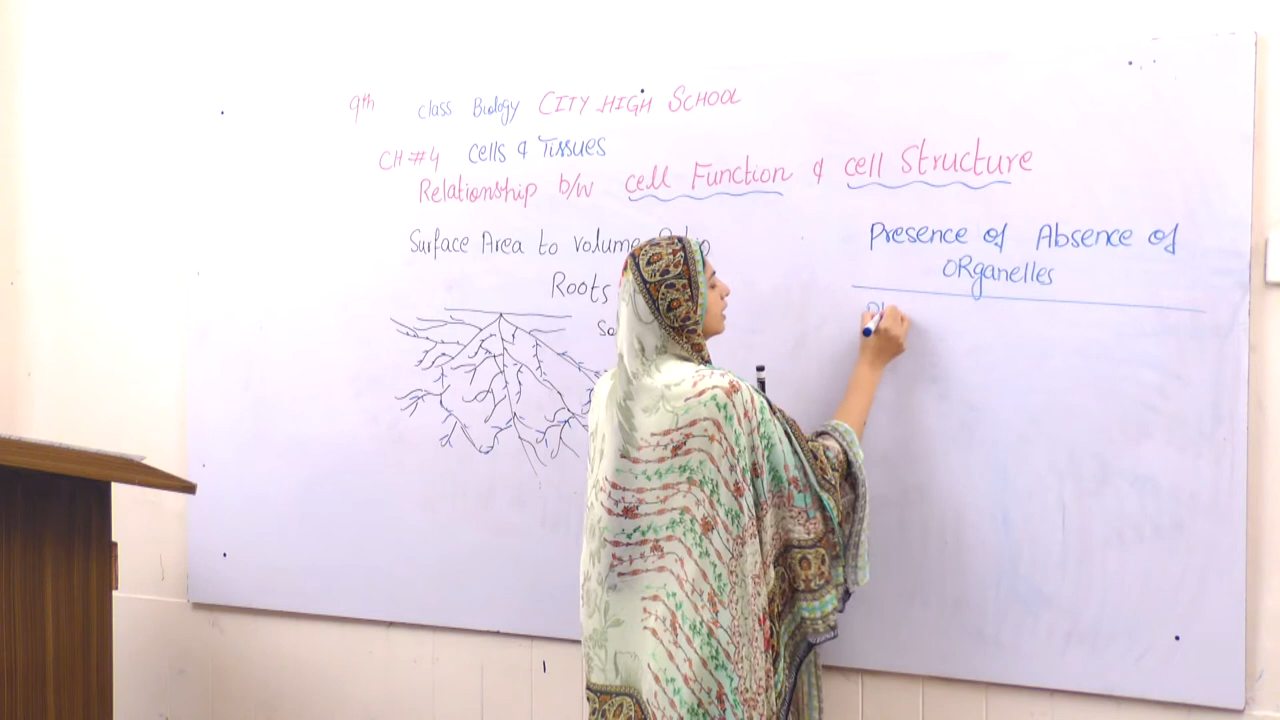 9th class Biology CITY HIGH SCHOOL
CH#4 cells & Tissues
Relationship b/w cell Function & cell Structure
Surface Area to volume
Roots
Presence of Absence of
ORganelles